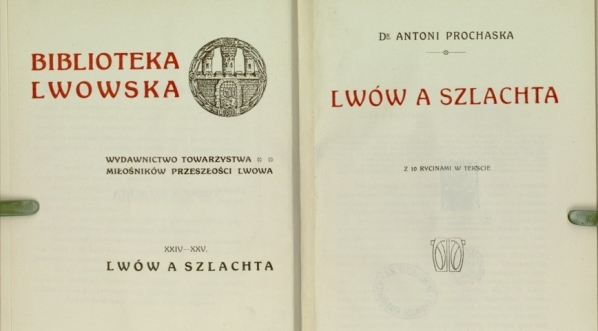 BIBLIOTEKA
LWOWSKA
WYDAWNICTWO TOWARZYSTWA
MIŁOŚNIKÓW PRZESZŁOŚCI LWOWA
XXIV—XXV.
LWÓW A SZLACHTA
DR. ANTONI PROCHASKA
LWÓW A SZLACHTA
Z 10 RYCINAMI W TEKŚCIE